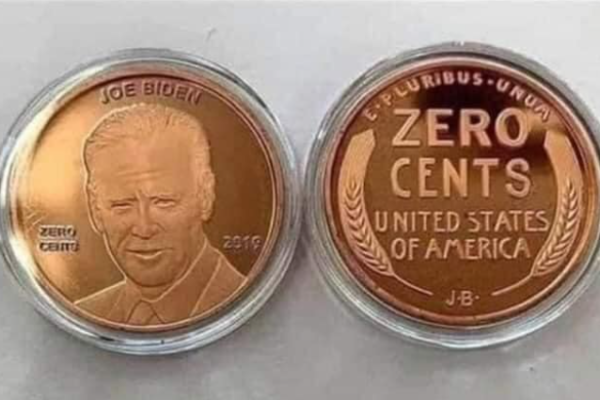 JOE BIDEN
ZERO
CENTS
2019
E·PLURIBUS·UNUM
ZERO
CENTS
UNITED STATES
OF AMERICA
J·B·